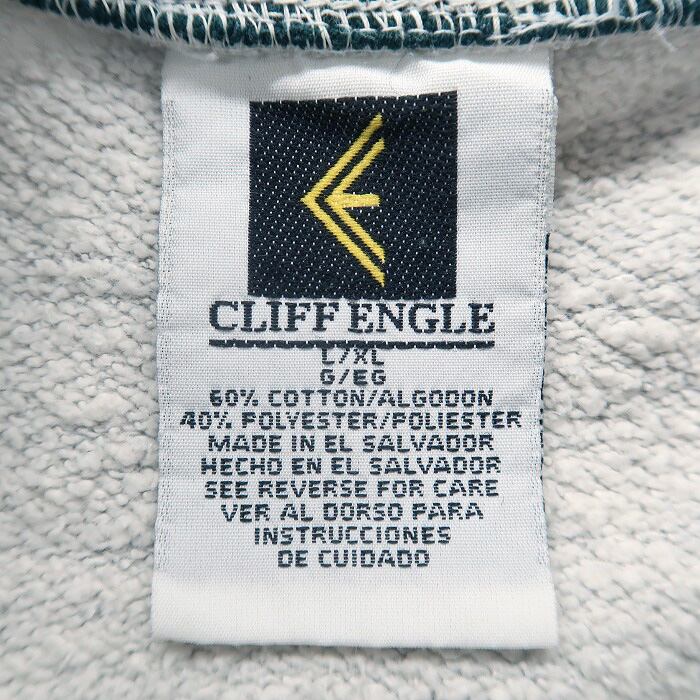 CLIFF ENGLE
L/XL
G/EG
60% COTTON/ALGODON
40% POLYESTER/POLIESTER
MADE IN EL SALVADOR
HECHO EN EL SALVADOR
SEE REVERSE FOR CARE
VER AL DORSO PARA
INSTRUCCIONES
DE CUIDADO